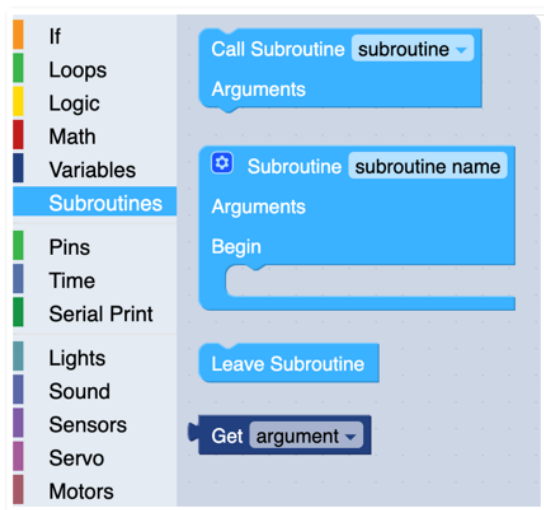 If
Loops
Logic
Math
Variables
Subroutines
Pins
Time
Serial Print
Lights
Sound
Sensors
Servo
Motors
Call Subroutine subroutine
Arguments
Subroutine subroutine name
Arguments
Begin
Leave Subroutine
Get argument